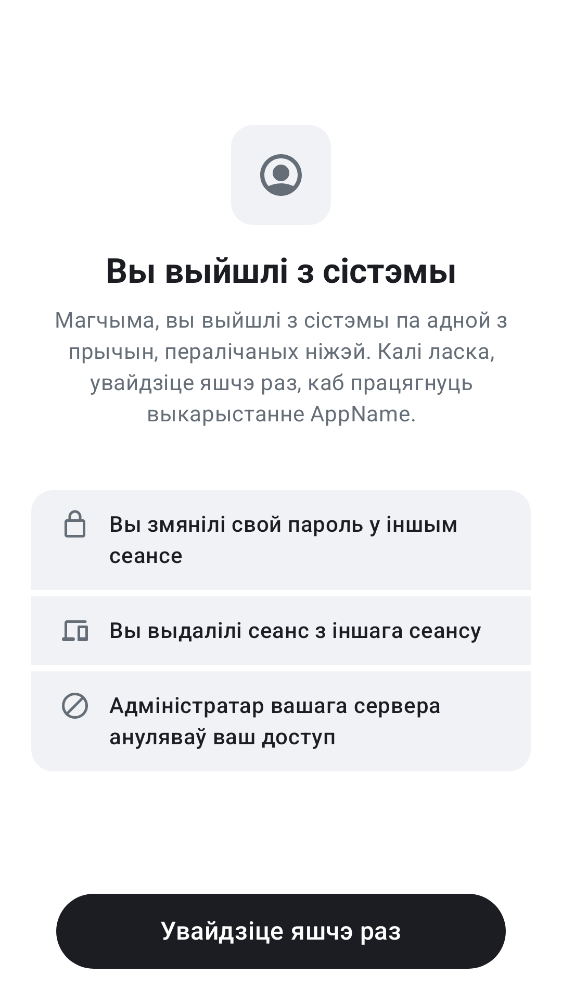 Вы выйшлі з сістэмы
Магчыма, вы выйшлі з сістэмы па адной з
прычын, пералічаных ніжэй. Калі ласка,
увайдзіце яшчэ раз, каб працягнуць
выкарыстанне AppName.
Вы змянілі свой пароль у іншым
сеансе
Вы выдалілі сеанс з іншага сеансу
Адміністратар вашага сервера
ануляваў ваш доступ
Увайдзіце яшчэ раз